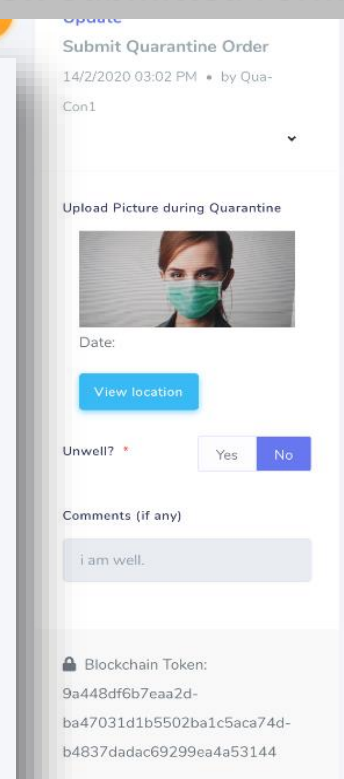 Update
Submit Quarantine Order
14/2/2020 03:02 PM • by Qua-
Con1
Upload Picture during Quarantine
Date:
View location
Unwell? *
Yes
No
Comments (if any)
i am well.
Blockchain Token:
9a448df6b7eaa2d-
ba47031d1b5502ba1c5aca74d-
b4837dadac69299ea4a53144